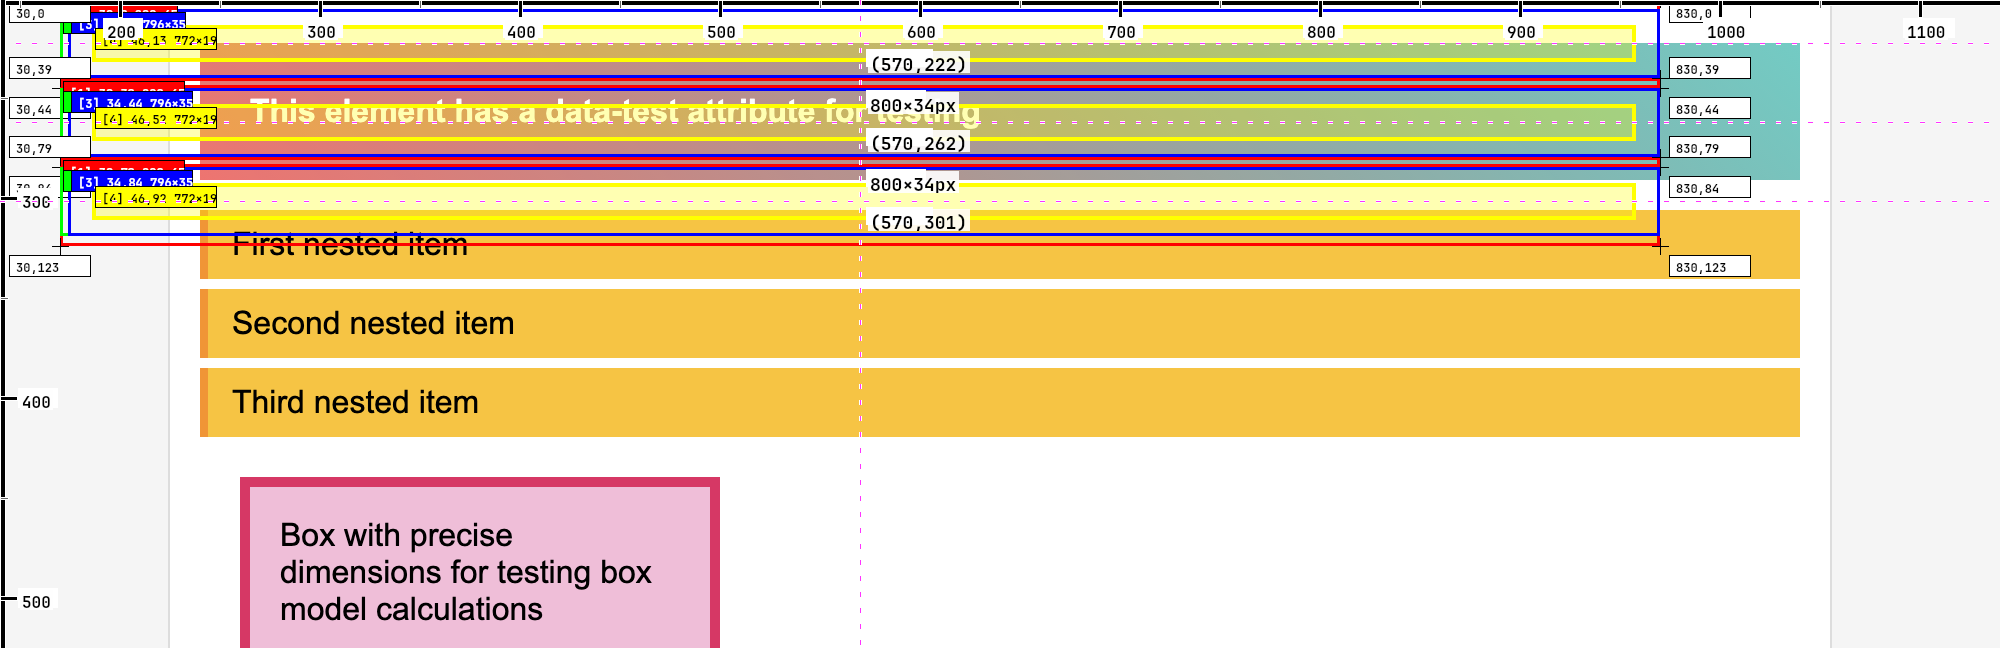 30,0
830,0
[3]
796×35
200
300
400
500
600
700
800
900
1000
1100
[4] 46,13 772×19
(570,222)
30,39
830,39
[3] 34,44 796×35
This element has a data-test attribute for testing
800×34px
30,44
830,44
[4] 46,52 772×19
(570,262)
30,79
830,79
[3] 34,84 796×35
800×34px
830,84
300
[4] 46,92 772×19
(570,301)
First nested item
30,123
830,123
Second nested item
Third nested item
400
Box with precise
dimensions for testing box
model calculations
500